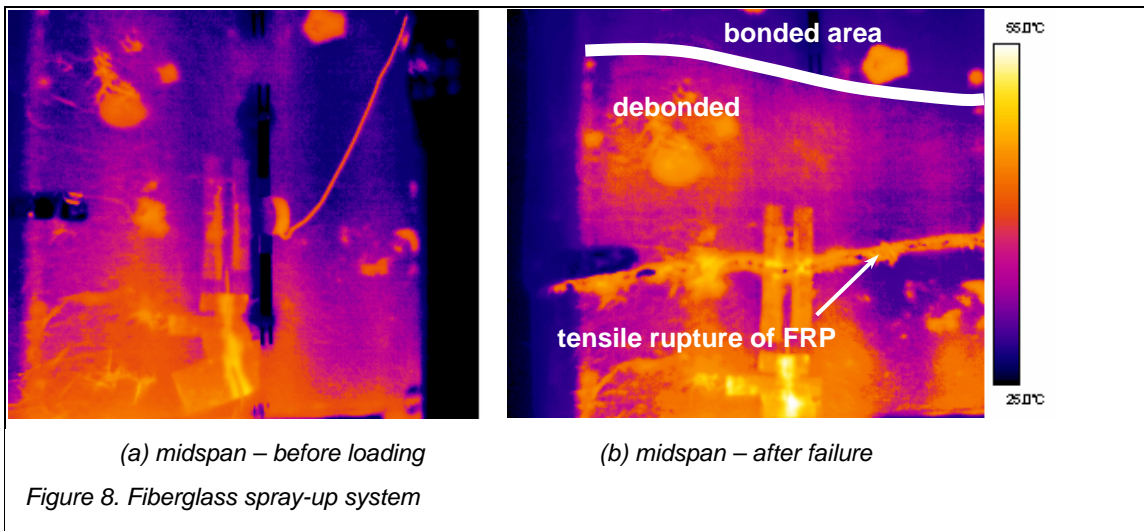 bonded area
debonded
tensile rupture of FRP
55.0°C
25.0°C
(a) midspan – before loading
(b) midspan – after failure
Figure 8. Fiberglass spray-up system